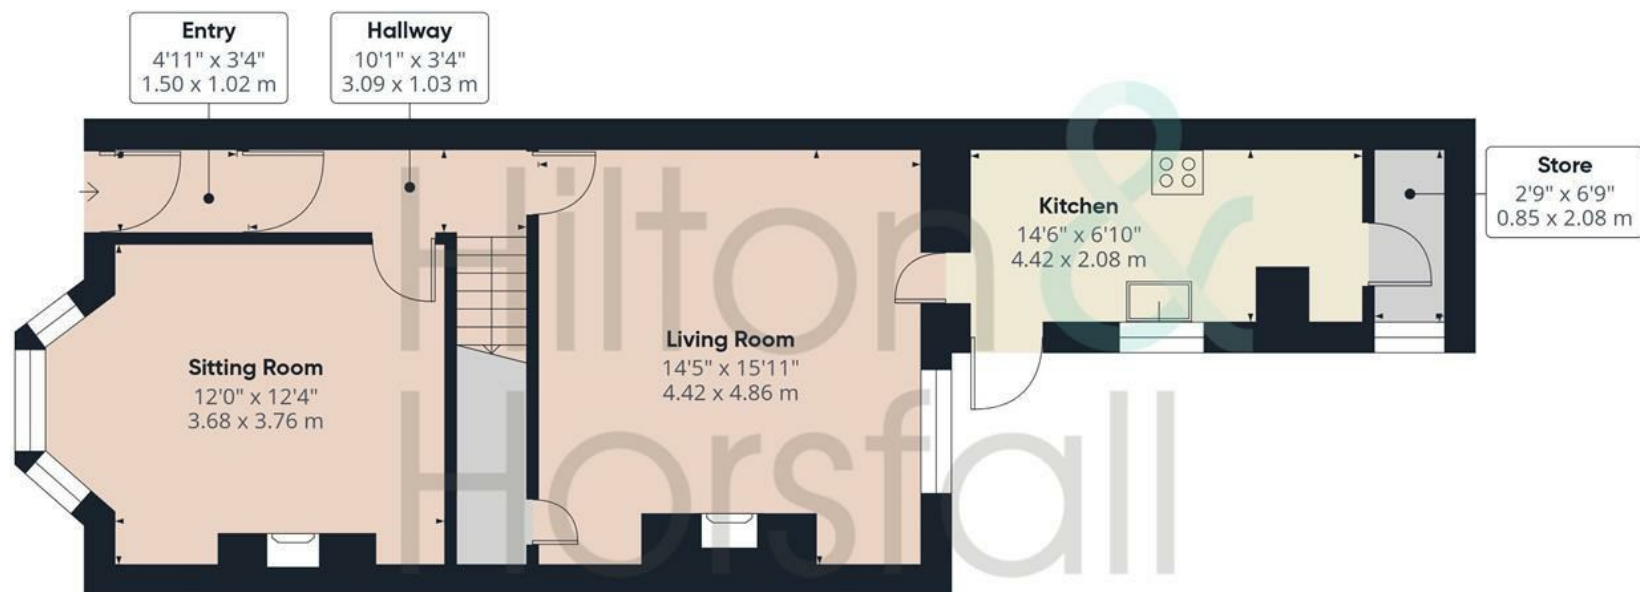 Entry
4'11" x 3'4"
1.50 x 1.02 m
Hallway
10'1" x 3'4"
3.09 x 1.03 m
Store
2'9" x 6'9"
0.85 x 2.08 m
Kitchen
14'6" x 6'10"
4.42 x 2.08 m
Living Room
14'5" x 15'11"
4.42 x 4.86 m
Sitting Room
12'0" x 12'4"
3.68 x 3.76 m
Hilton &
Horsfall